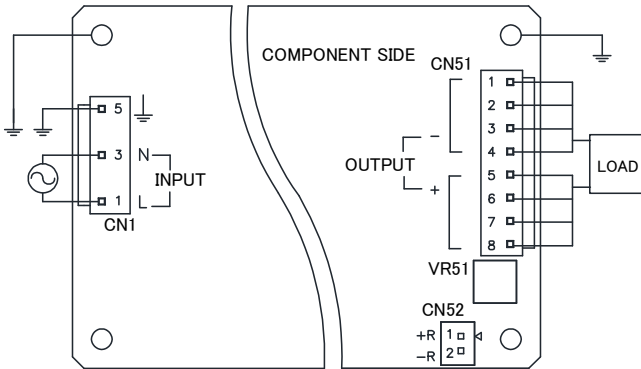 COMPONENT SIDE
CN51
5
3 N
1 L
INPUT
CN1
OUTPUT
-
+
1
2
3
4
5
6
7
8
LOAD
VR51
CN52
+R 1
-R 2